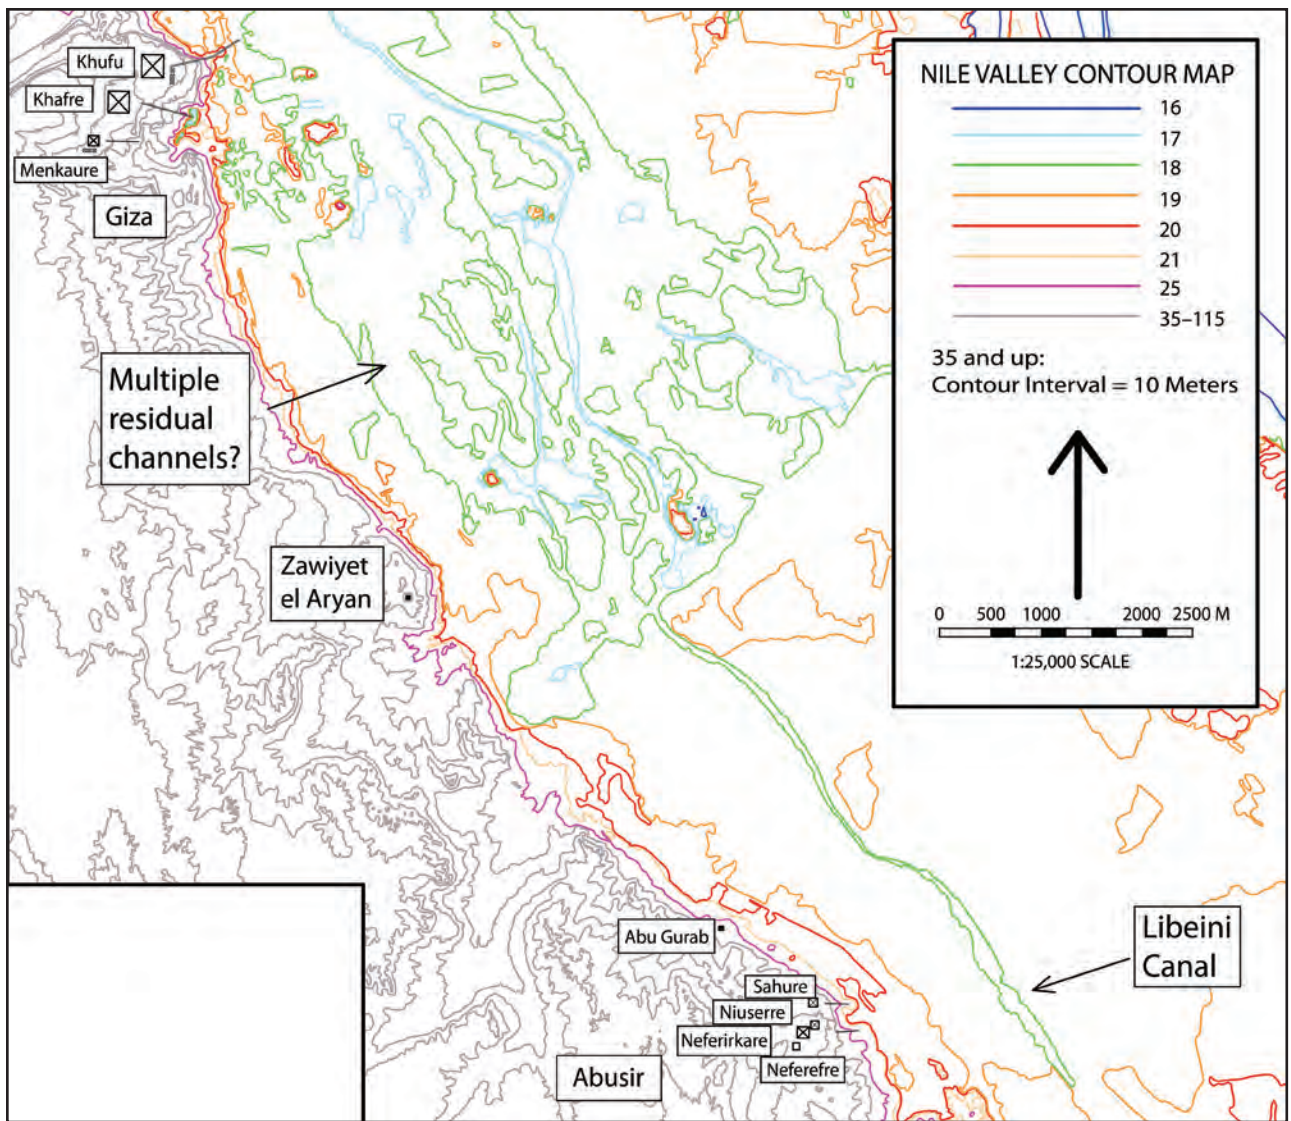 Khufu
Khafre
Menkaure
Giza
Multiple
residual
channels?
Zawiyet
el Aryan
Abu Gurab
Sahure
Niuserre
Neferirkare
Neferefre
Abusir
Libeini
Canal
NILE VALLEY CONTOUR MAP
16
17
18
19
20
21
25
35–115
35 and up:
Contour Interval = 10 Meters
0 500 1000 2000 2500 M
1:25,000 SCALE